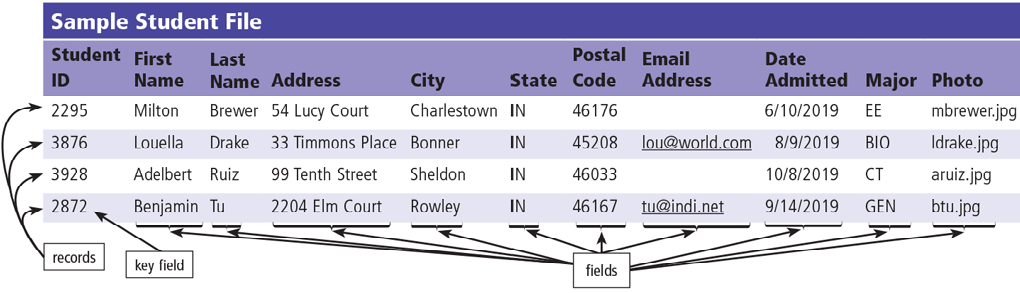 Sample Student File
Student ID First Name Last Name Address City State Postal Code Email Address Date Admitted Major Photo
2295 Milton Brewer 54 Lucy Court Charlestown IN 46176 6/10/2019 EE mbrewer.jpg
3876 Louella Drake 33 Timmons Place Bonner IN 45208 lou@world.com 8/9/2019 BIO ldrake.jpg
3928 Adelbert Ruiz 99 Tenth Street Sheldon IN 46033 10/8/2019 CT aruiz.jpg
2872 Benjamin Tu 2204 Elm Court Rowley IN 46167 tu@indi.net 9/14/2019 GEN btu.jpg
records
key field
fields